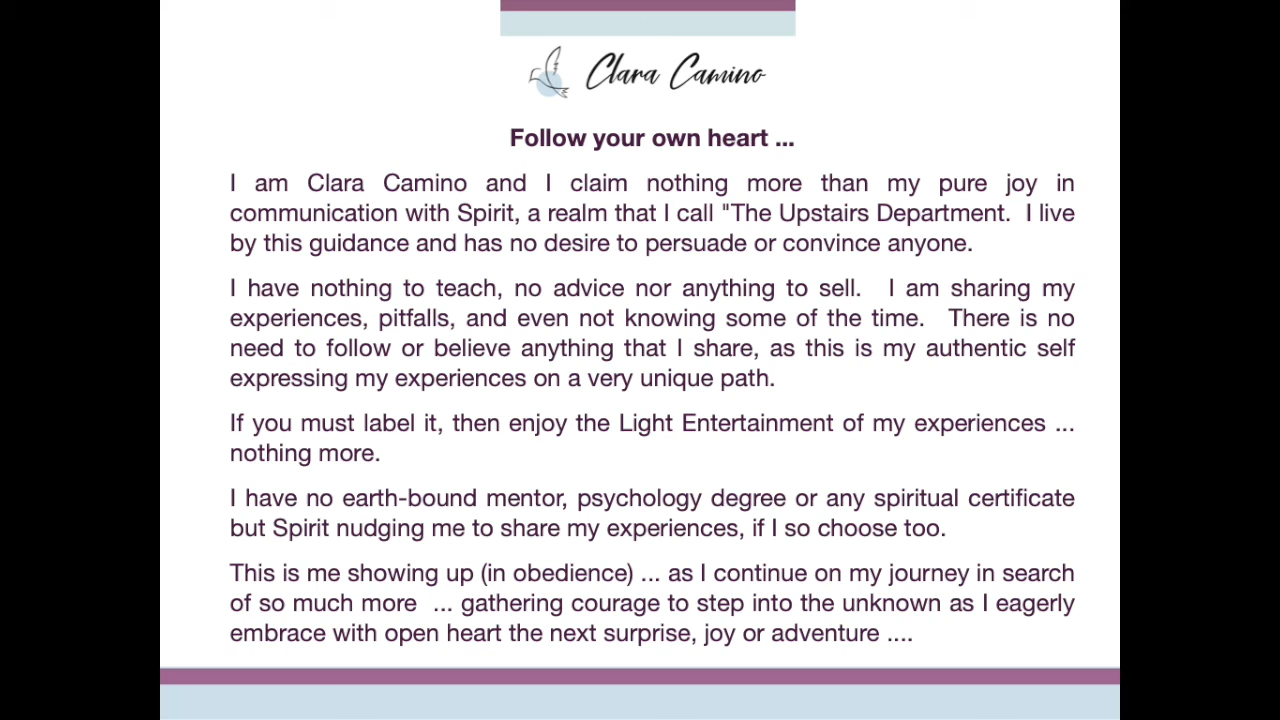 Clara Camino
Follow your own heart ...
I am Clara Camino and I claim nothing more than my pure joy in
communication with Spirit, a realm that I call "The Upstairs Department. I live
by this guidance and has no desire to persuade or convince anyone.
I have nothing to teach, no advice nor anything to sell. I am sharing my
experiences, pitfalls, and even not knowing some of the time. There is no
need to follow or believe anything that I share, as this is my authentic self
expressing my experiences on a very unique path.
If you must label it, then enjoy the Light Entertainment of my experiences ...
nothing more.
I have no earth-bound mentor, psychology degree or any spiritual certificate
but Spirit nudging me to share my experiences, if I so choose too.
This is me showing up (in obedience) ... as I continue on my journey in search
of so much more ... gathering courage to step into the unknown as I eagerly
embrace with open heart the next surprise, joy or adventure ....